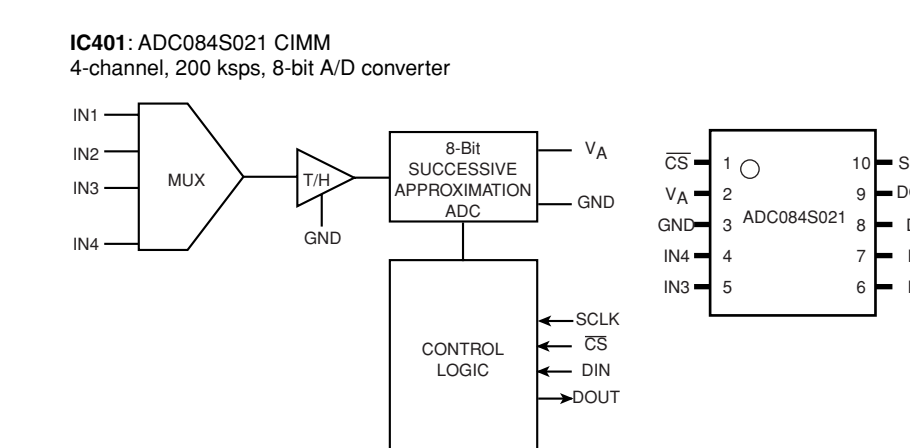 IC401: ADC084S021 CIMM
4-channel, 200 ksps, 8-bit A/D converter
IN1
IN2
IN3
IN4
MUX
T/H
GND
8-Bit
SUCCESSIVE
APPROXIMATION
ADC
VA
GND
CONTROL
LOGIC
SCLK
CS
DIN
DOUT
CS
VA
GND
IN4
IN3
1
2
3
4
5
ADC084S021
10
9
8
7
6